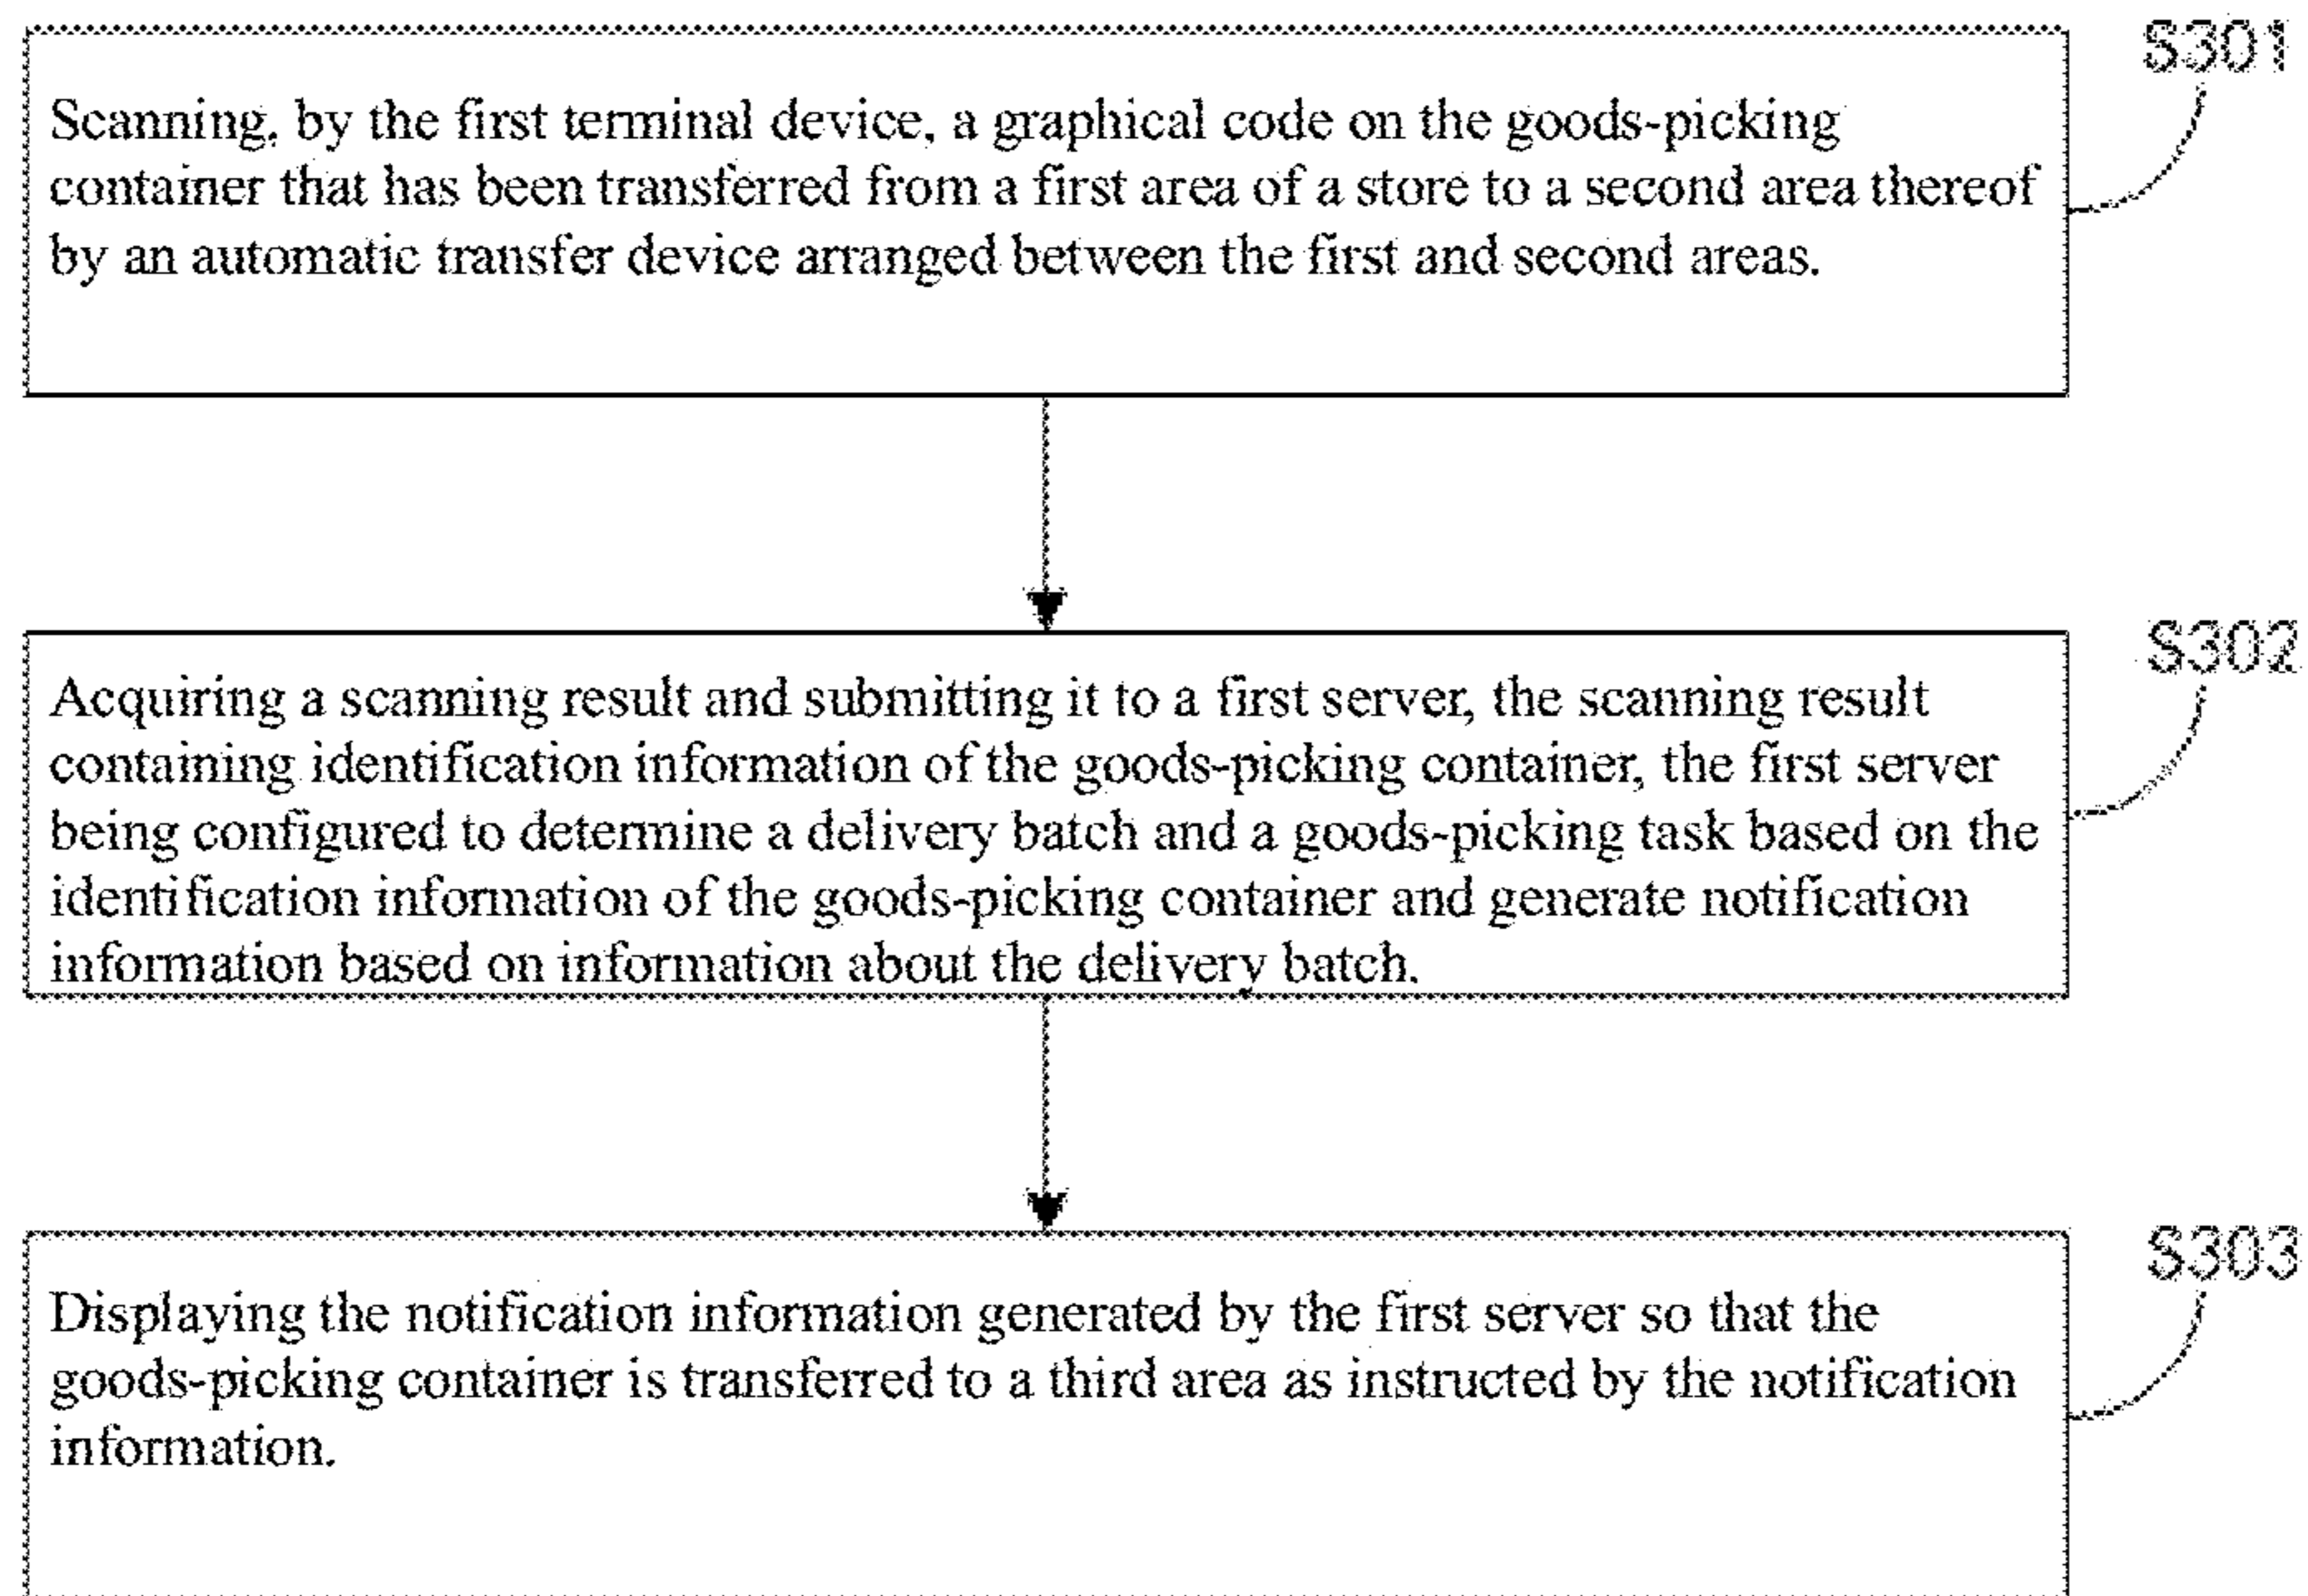 S301
Scanning, by the first terminal device, a graphical code on the goods-picking
container that has been transferred from a first area of a store to a second area thereof
by an automatic transfer device arranged between the first and second areas.
S302
Acquiring a scanning result and submitting it to a first server, the scanning result
containing identification information of the goods-picking container, the first server
being configured to determine a delivery batch and a goods-picking task based on the
identification information of the goods-picking container and generate notification
information based on information about the delivery batch.
S303
Displaying the notification information generated by the first server so that the
goods-picking container is transferred to a third area as instructed by the notification
information.